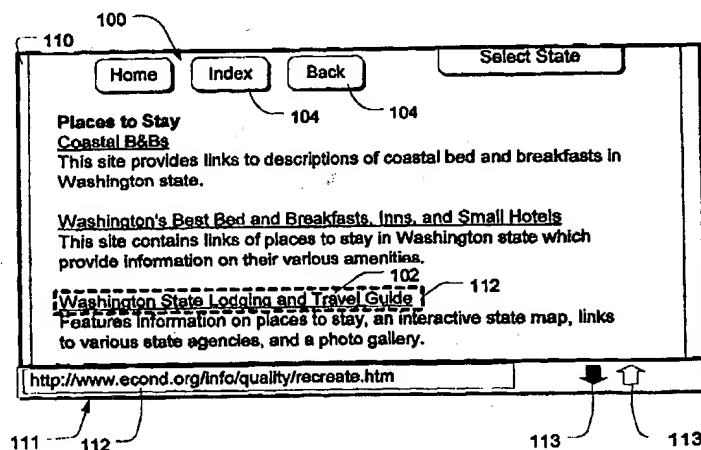 100
110
Select State
Home Index Back
104 104
Places to Stay
Coastal B&Bs
This site provides links to descriptions of coastal bed and breakfasts in
Washington state.
Washington's Best Bed and Breakfasts, Inns, and Small Hotels
This site contains links of places to stay in Washington state which
provide information on their various amenities.
102
Washington State Lodging and Travel Guide 112
Features information on places to stay, an interactive state map, links
to various state agencies, and a photo gallery.
http://www.econd.org/info/quality/recreate.htm
111 112 113 113